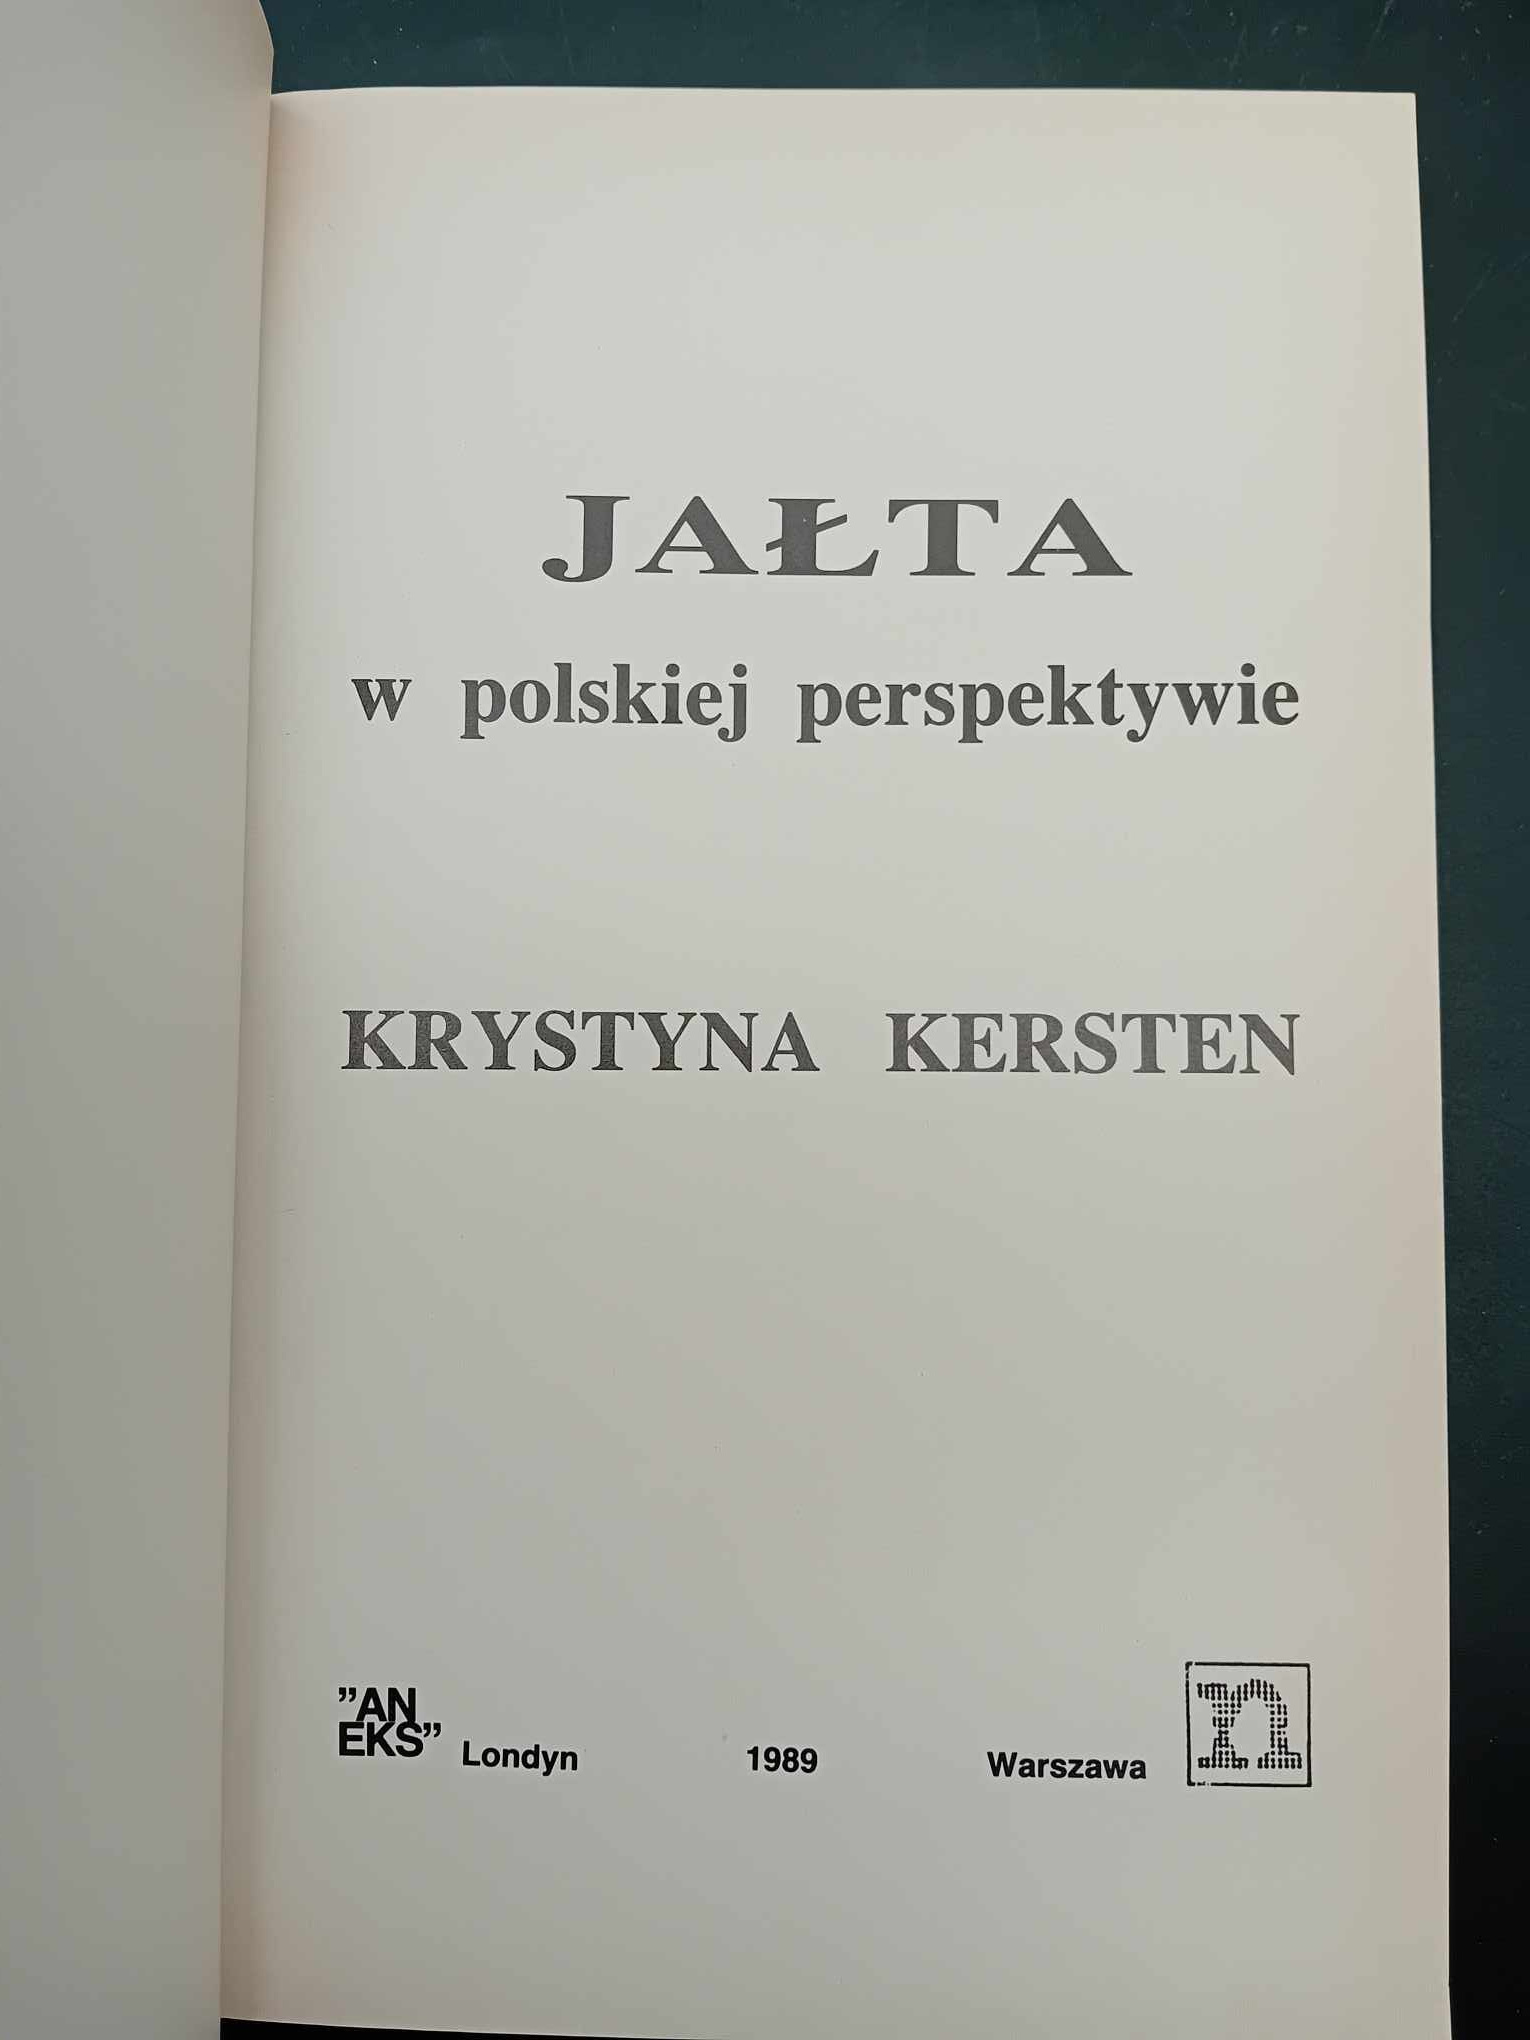 JAŁTA
w polskiej perspektywie
KRYSTYNA KERSTEN
”AN
EKS” Londyn 1989 Warszawa n